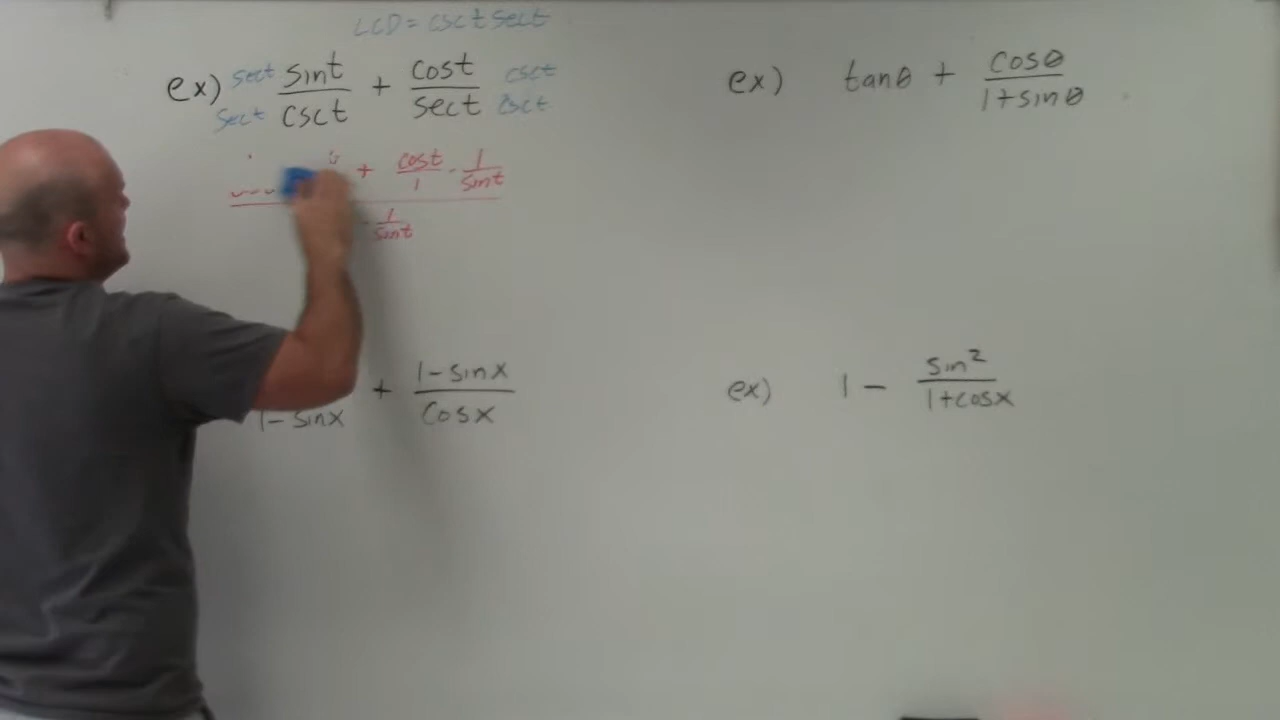 LCD = csct sect
ex) sect sint/csct sect + cost/sect csct csct
+ cost/1 · 1/sint
1/sint
ex) tanθ + cosθ/1+sinθ
1-sinx + 1-sinx/cosx
ex) 1 - sin²/1+cosx